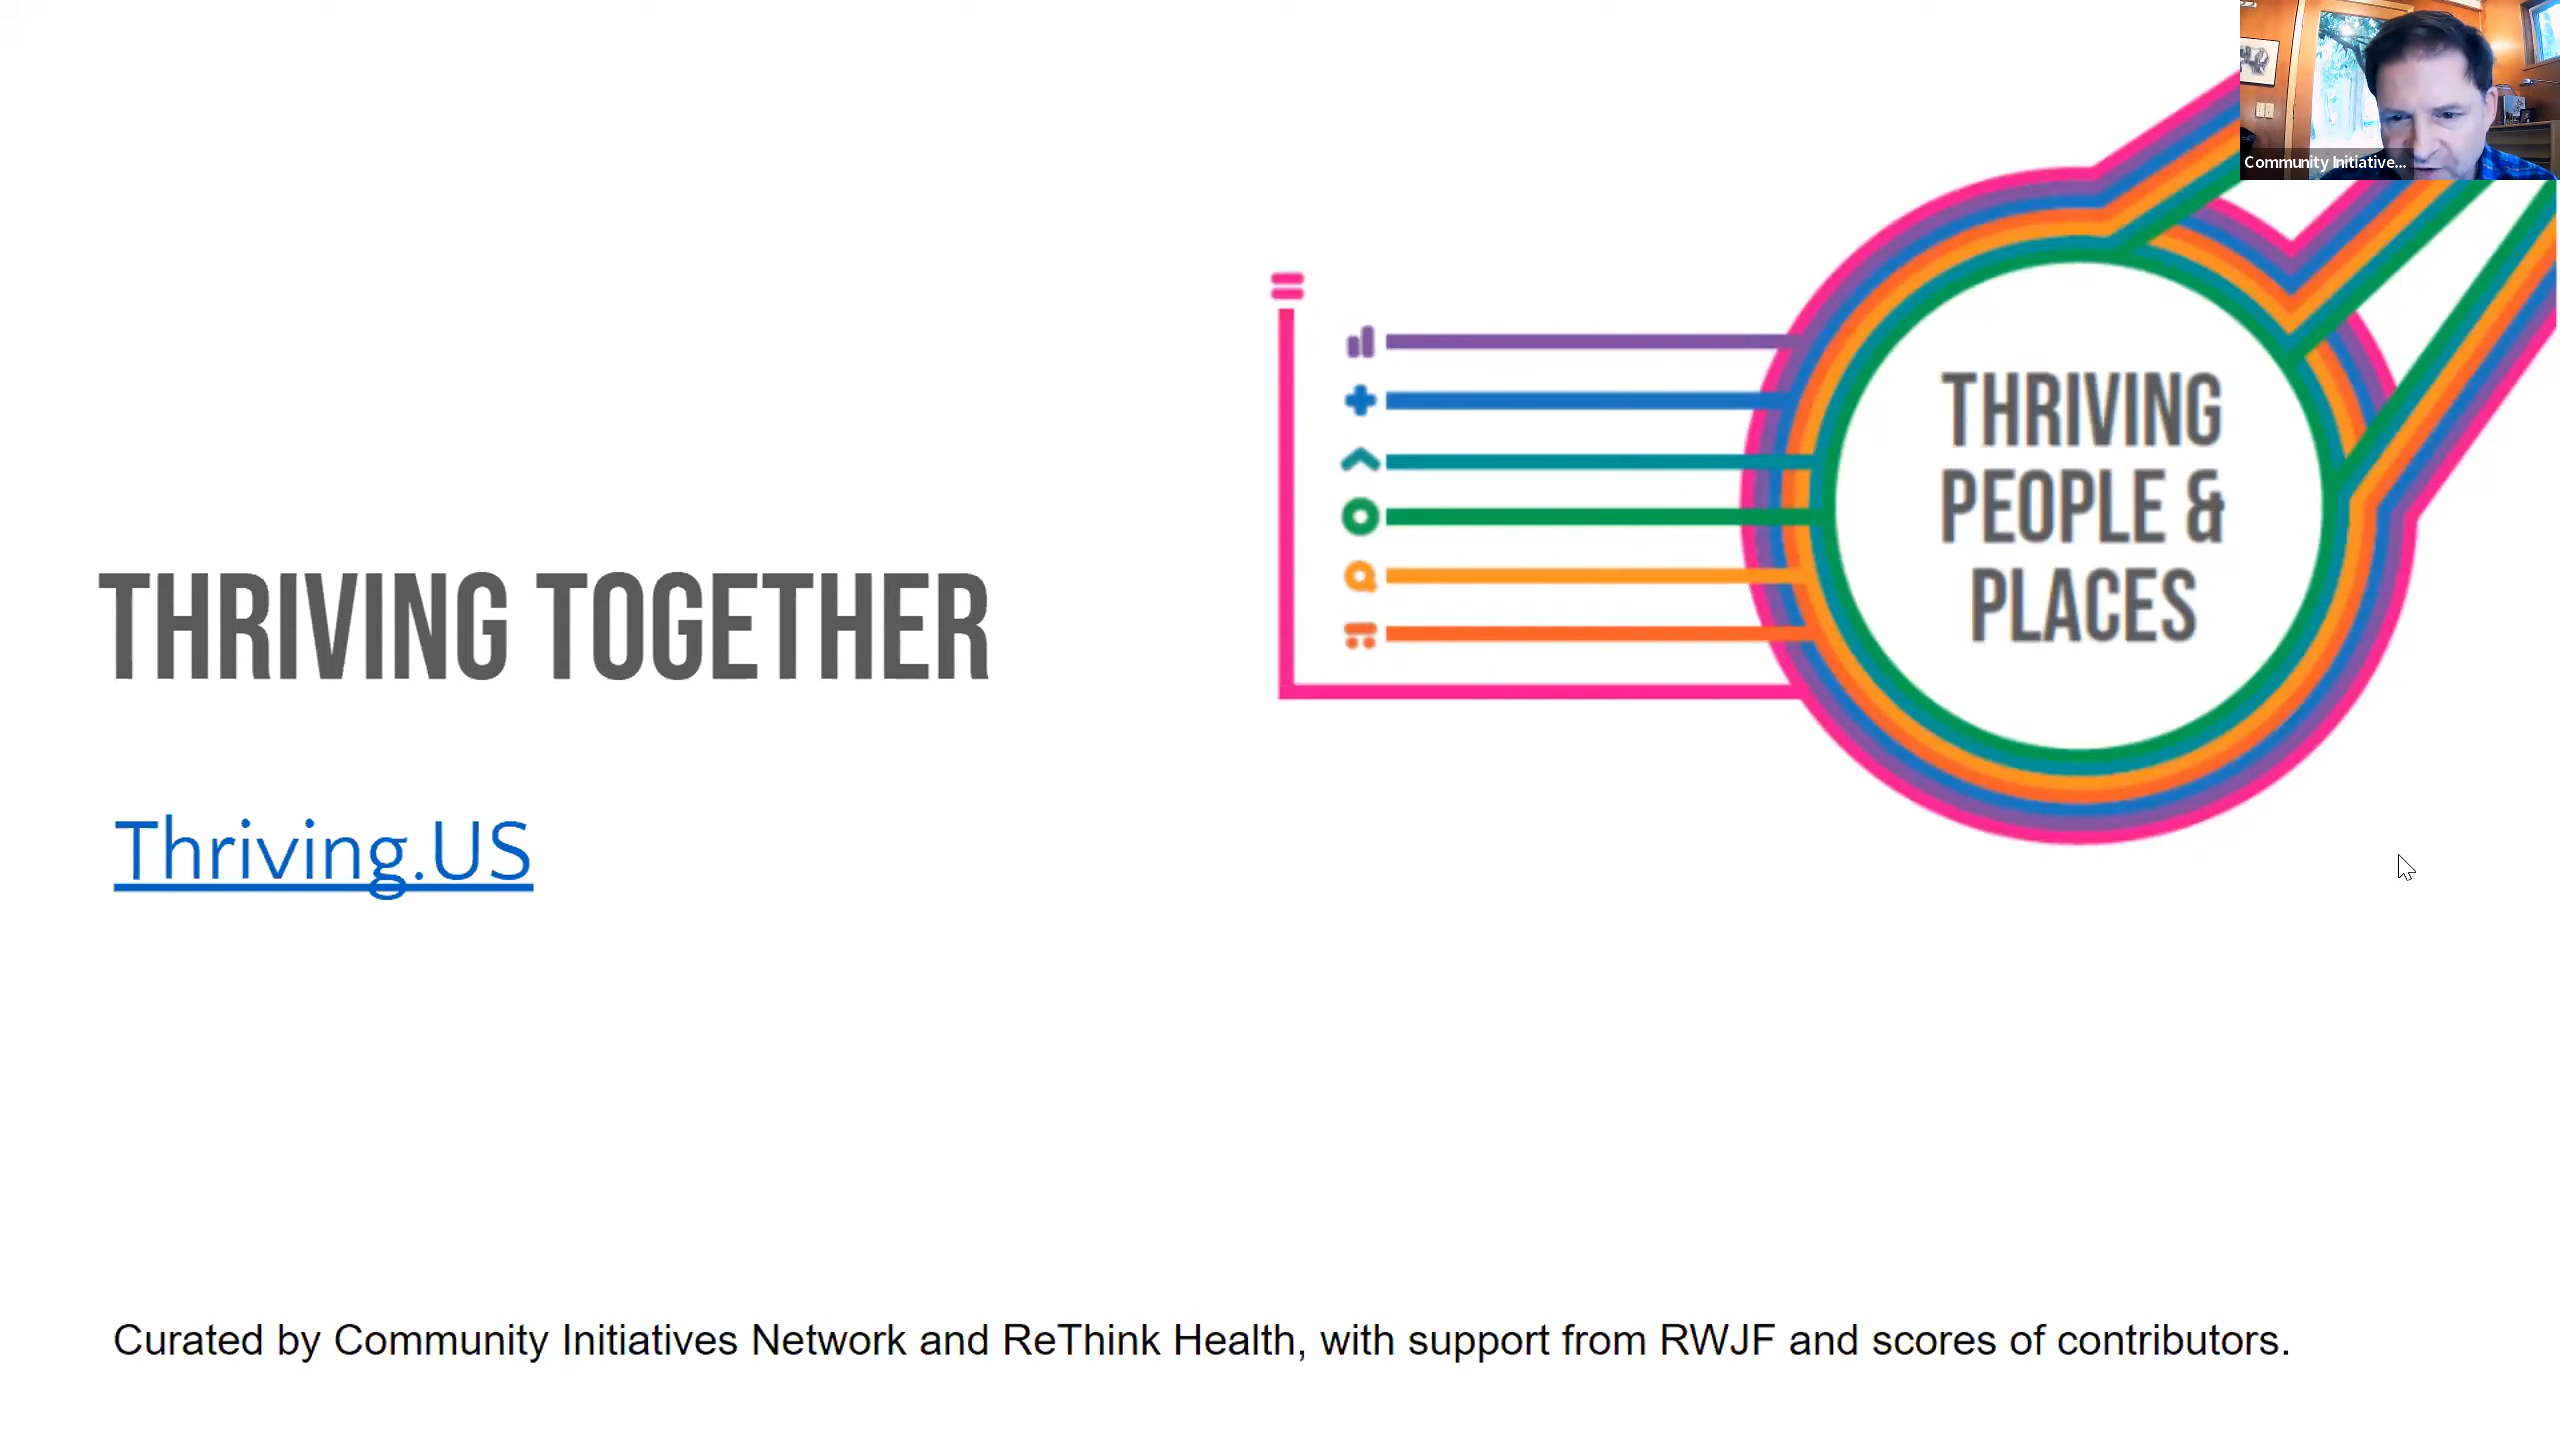 Community Initiative...
THRIVING
PEOPLE &
PLACES
THRIVING TOGETHER
Thriving.US
Curated by Community Initiatives Network and ReThink Health, with support from RWJF and scores of contributors.